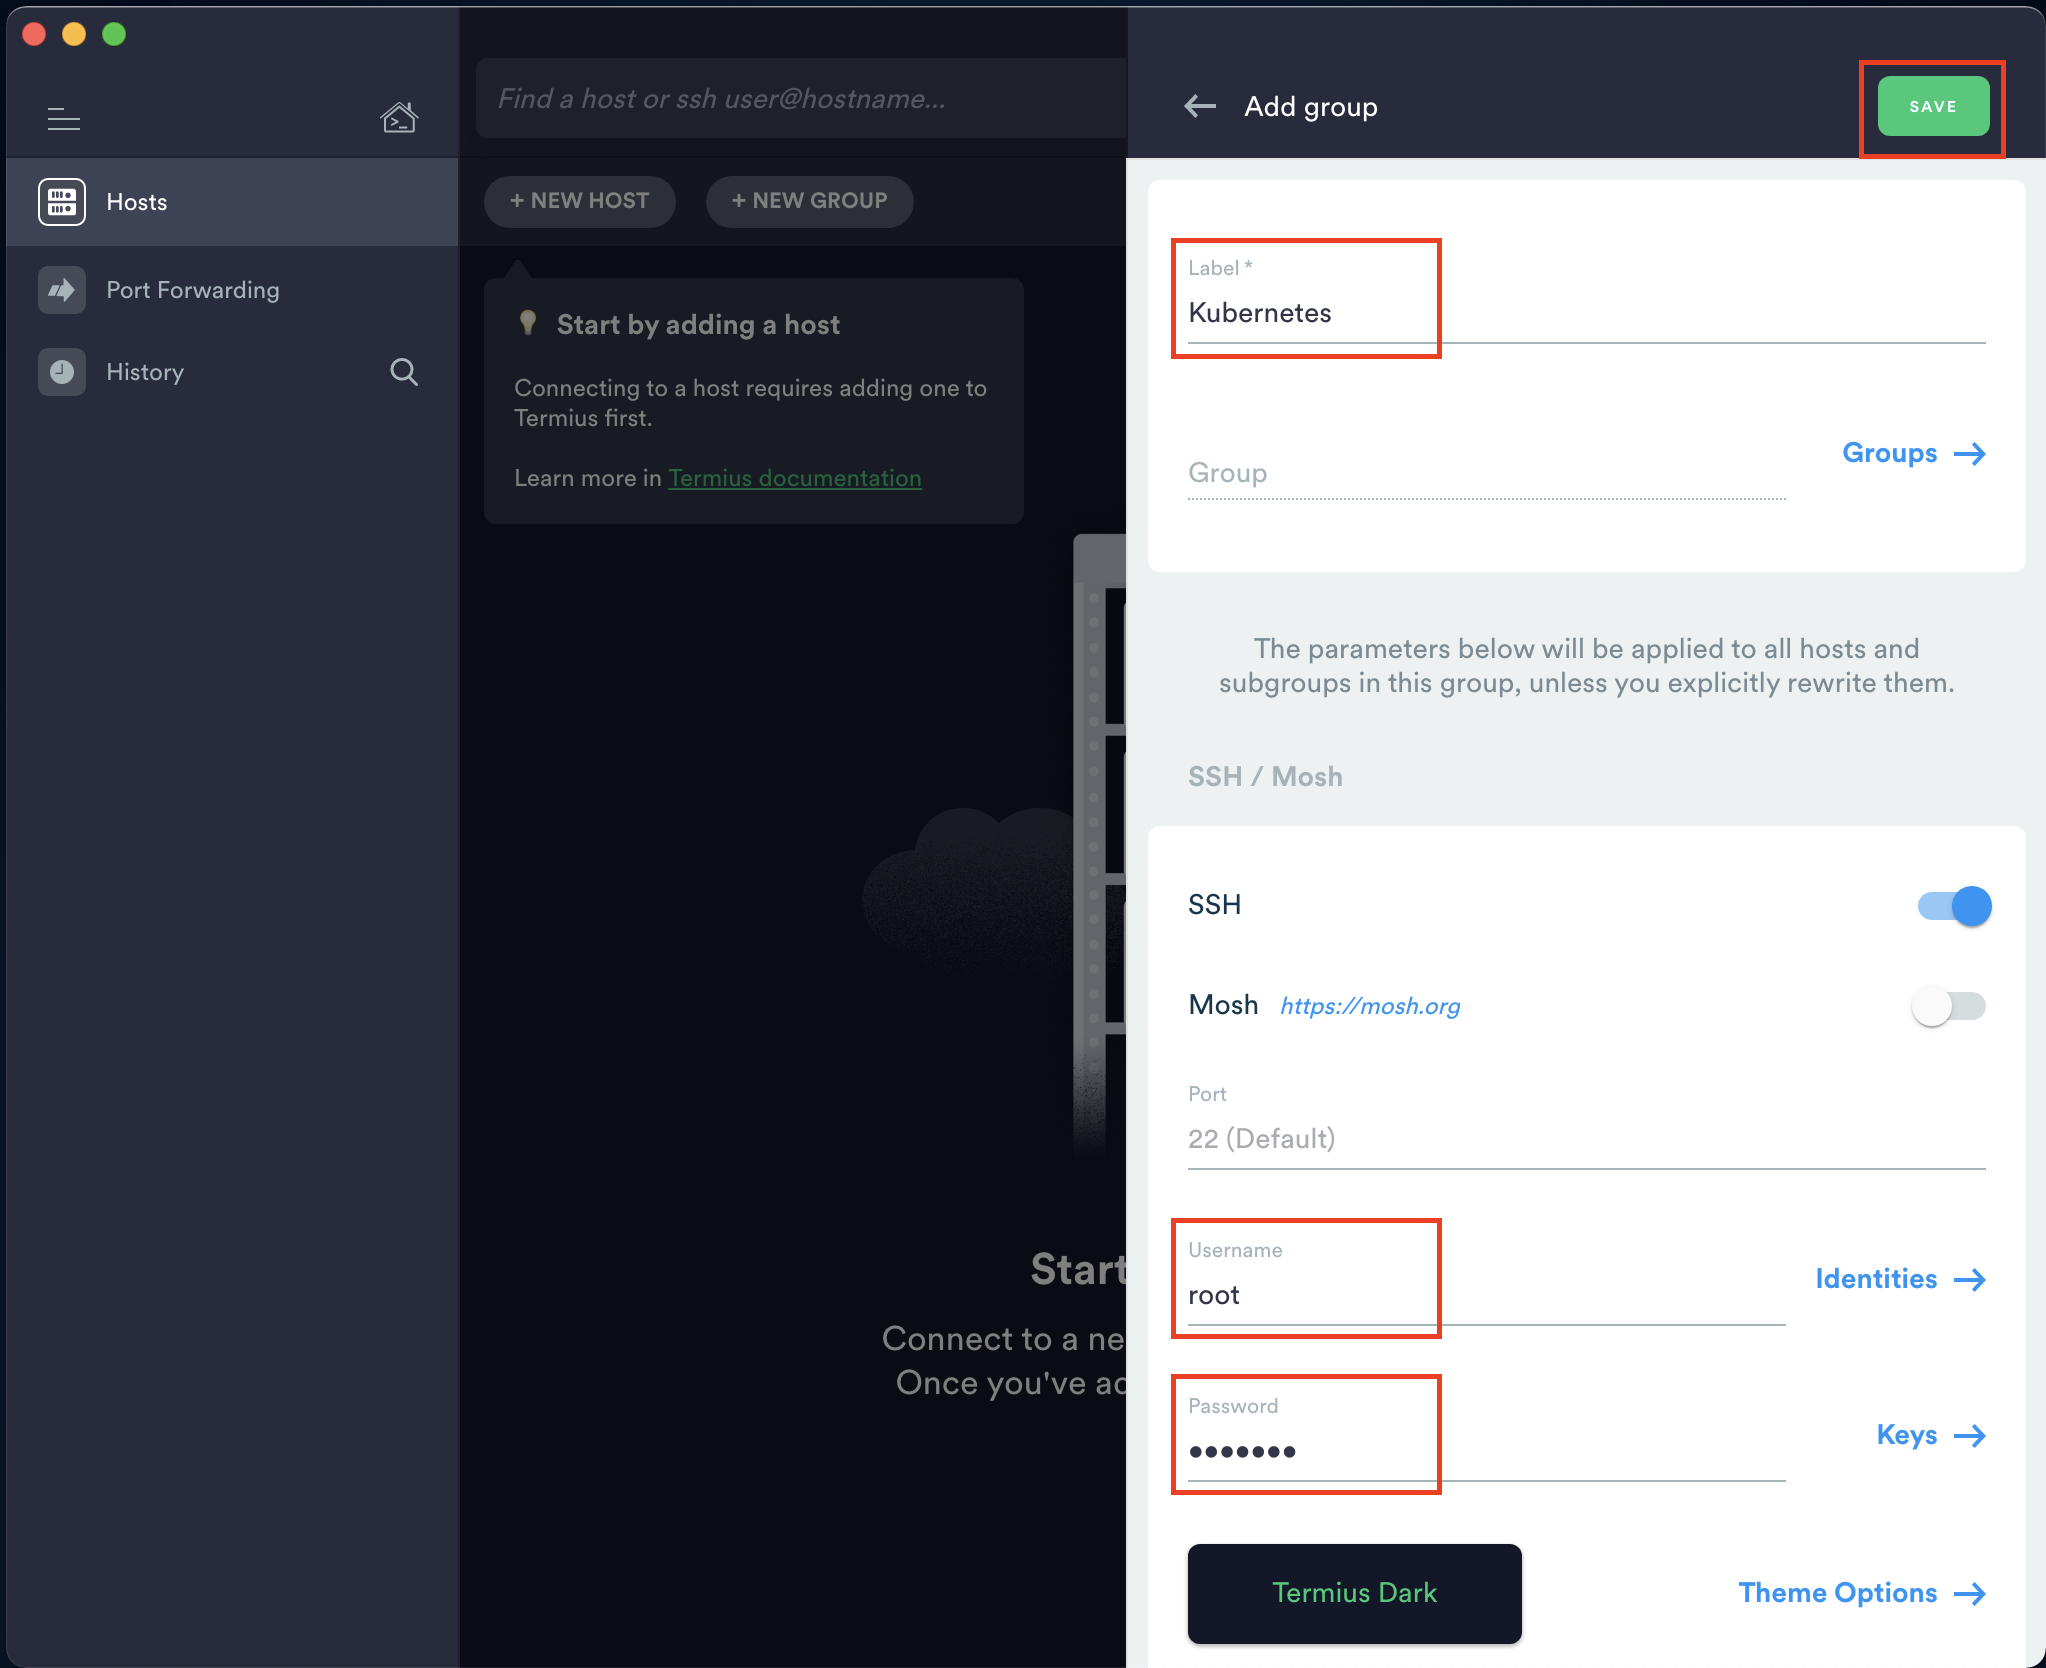 Hosts
Port Forwarding
History
Find a host or ssh user@hostname...
+ NEW HOST
+ NEW GROUP
Start by adding a host
Connecting to a host requires adding one to
Termius first.
Learn more in Termius documentation
Start
Connect to a ne
Once you've ad
Add group
SAVE
Label *
Kubernetes
Group
Groups
The parameters below will be applied to all hosts and
subgroups in this group, unless you explicitly rewrite them.
SSH / Mosh
SSH
Mosh https://mosh.org
Port
22 (Default)
Username
root
Identities
Password
•••••••
Keys
Termius Dark
Theme Options